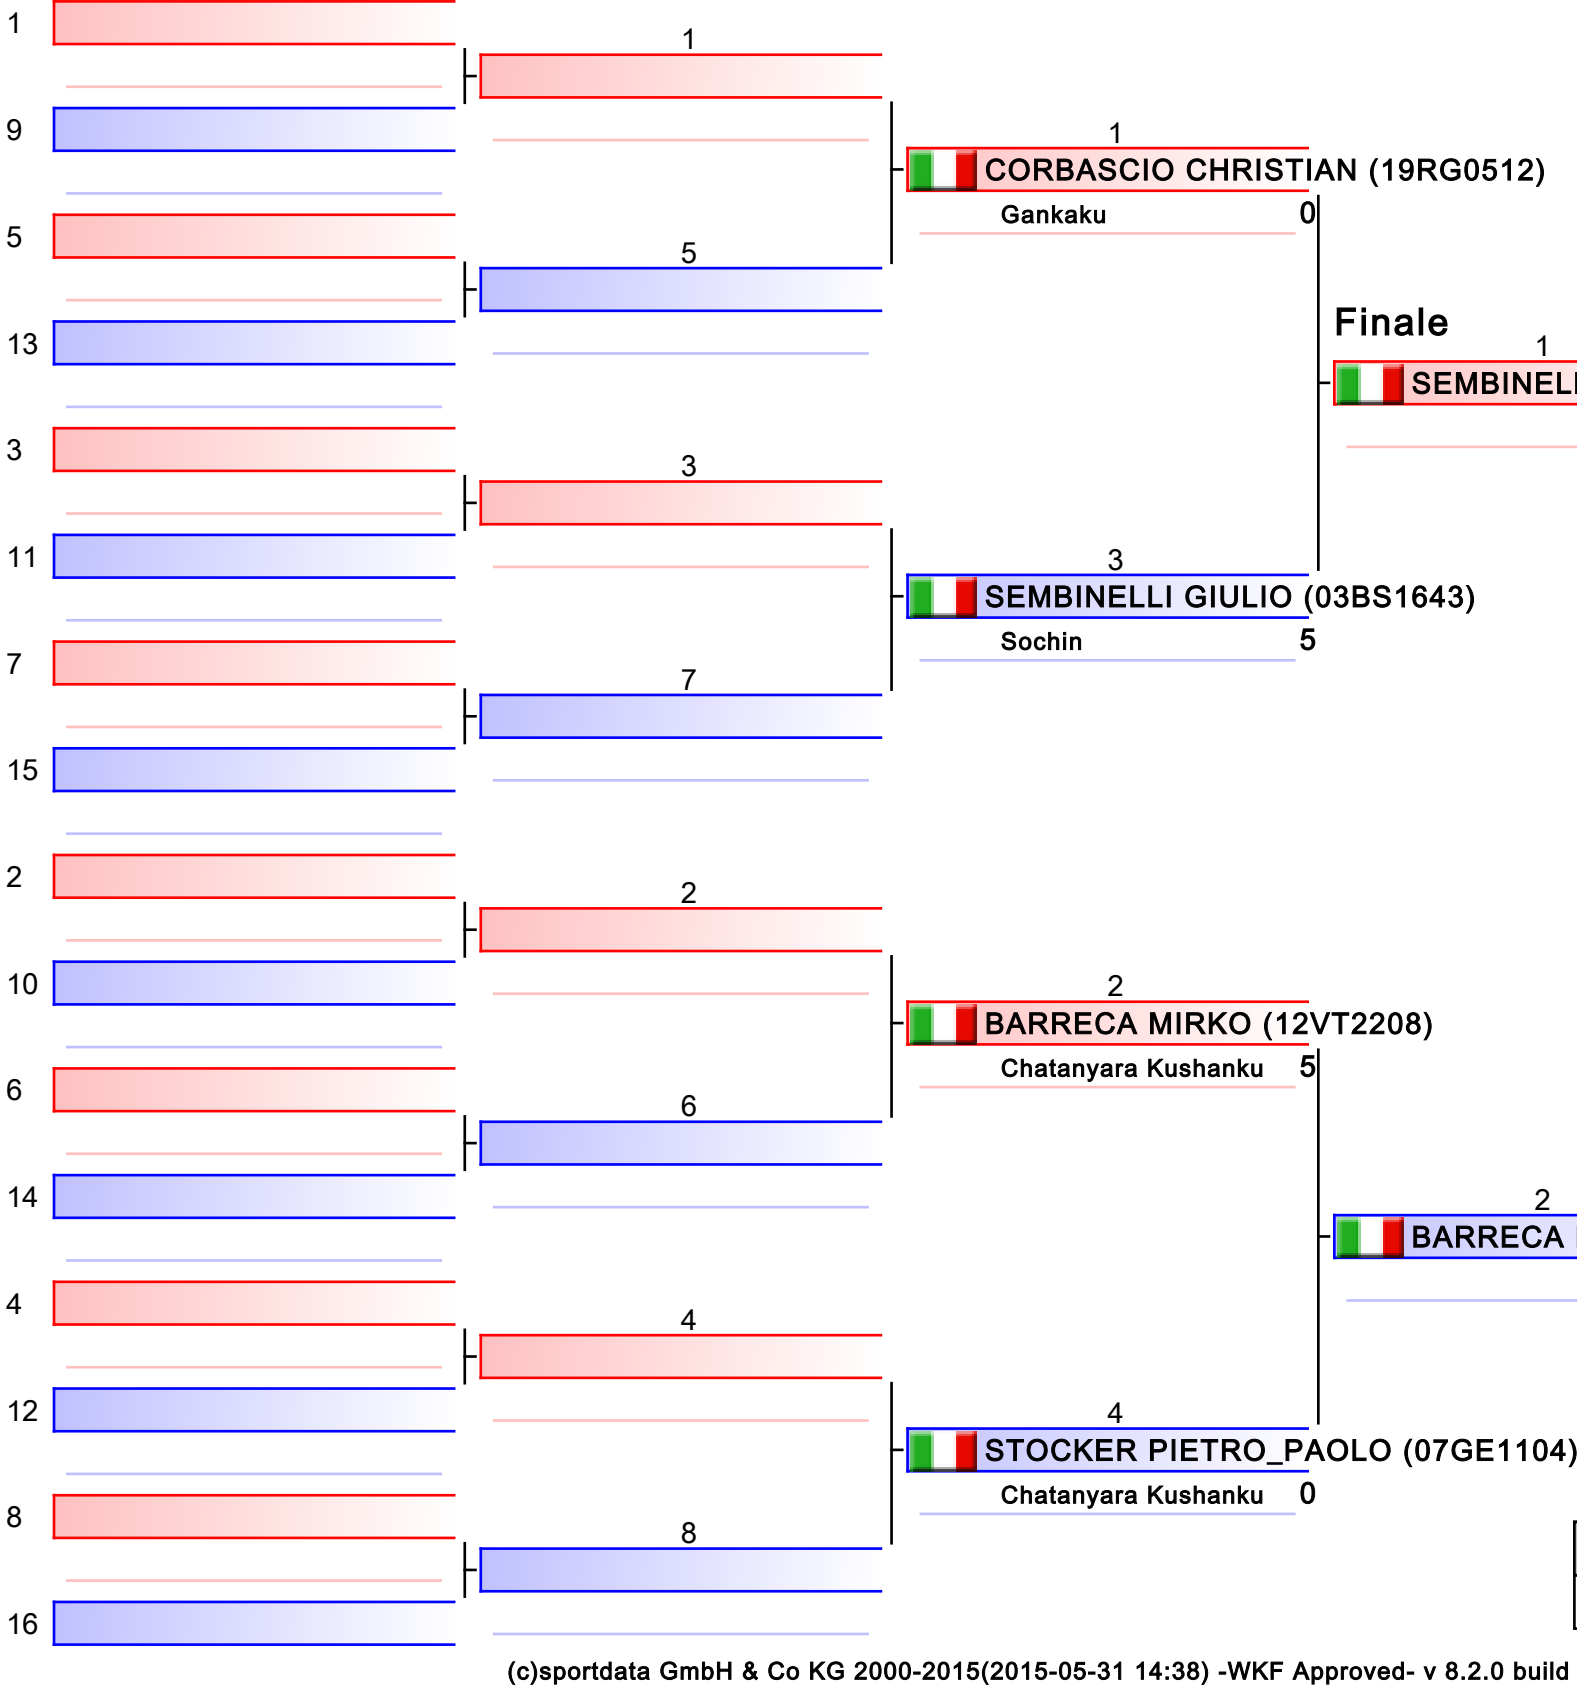 1
9
5
13
3
11
7
15
2
10
6
14
4
12
8
16
1
5
3
7
2
6
4
8
1
CORBASCIO CHRISTIAN (19RG0512)
Gankaku 0
3
SEMBINELLI GIULIO (03BS1643)
Sochin 5
2
BARRECA MIRKO (12VT2208)
Chatanyara Kushanku 5
4
STOCKER PIETRO_PAOLO (07GE1104)
Chatanyara Kushanku 0
Finale
1
SEMBINELI
2
BARRECA
(c)sportdata GmbH & Co KG 2000-2015(2015-05-31 14:38) -WKF Approved- v 8.2.0 build